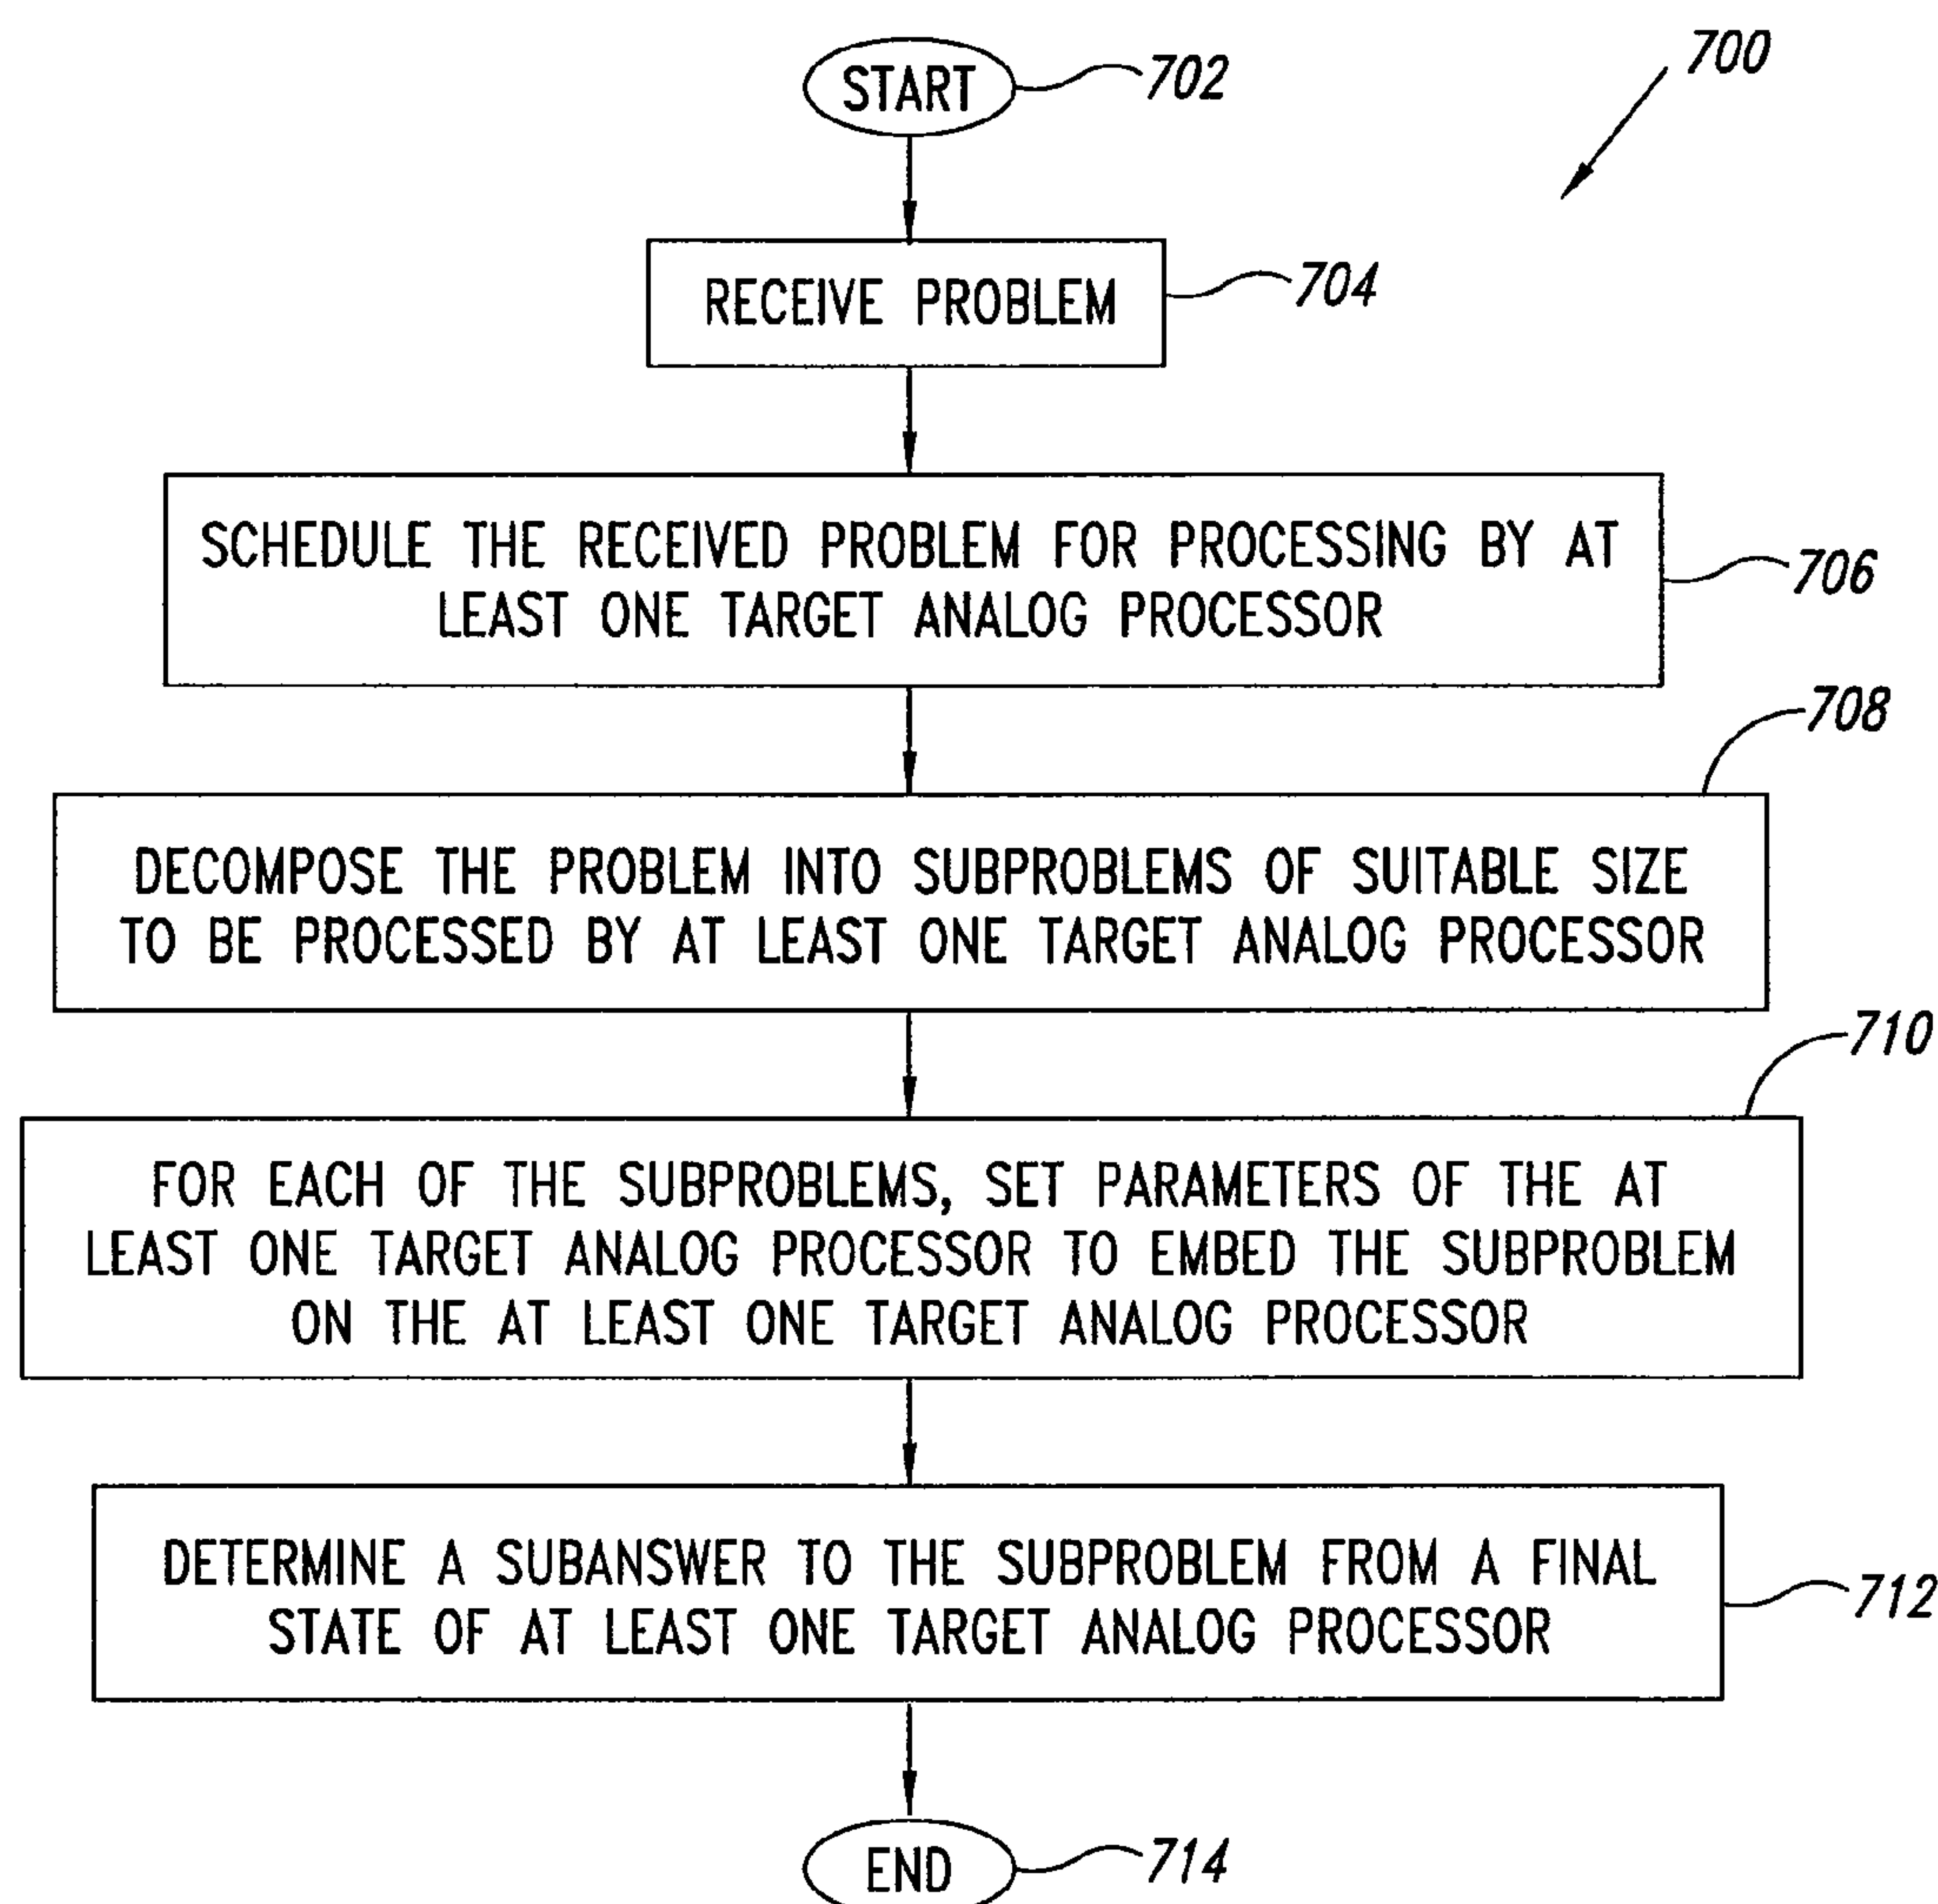 700
START
702
RECEIVE PROBLEM
704
SCHEDULE THE RECEIVED PROBLEM FOR PROCESSING BY AT
LEAST ONE TARGET ANALOG PROCESSOR
706
708
DECOMPOSE THE PROBLEM INTO SUBPROBLEMS OF SUITABLE SIZE
TO BE PROCESSED BY AT LEAST ONE TARGET ANALOG PROCESSOR
710
FOR EACH OF THE SUBPROBLEMS, SET PARAMETERS OF THE AT
LEAST ONE TARGET ANALOG PROCESSOR TO EMBED THE SUBPROBLEM
ON THE AT LEAST ONE TARGET ANALOG PROCESSOR
DETERMINE A SUBANSWER TO THE SUBPROBLEM FROM A FINAL
STATE OF AT LEAST ONE TARGET ANALOG PROCESSOR
712
END
714